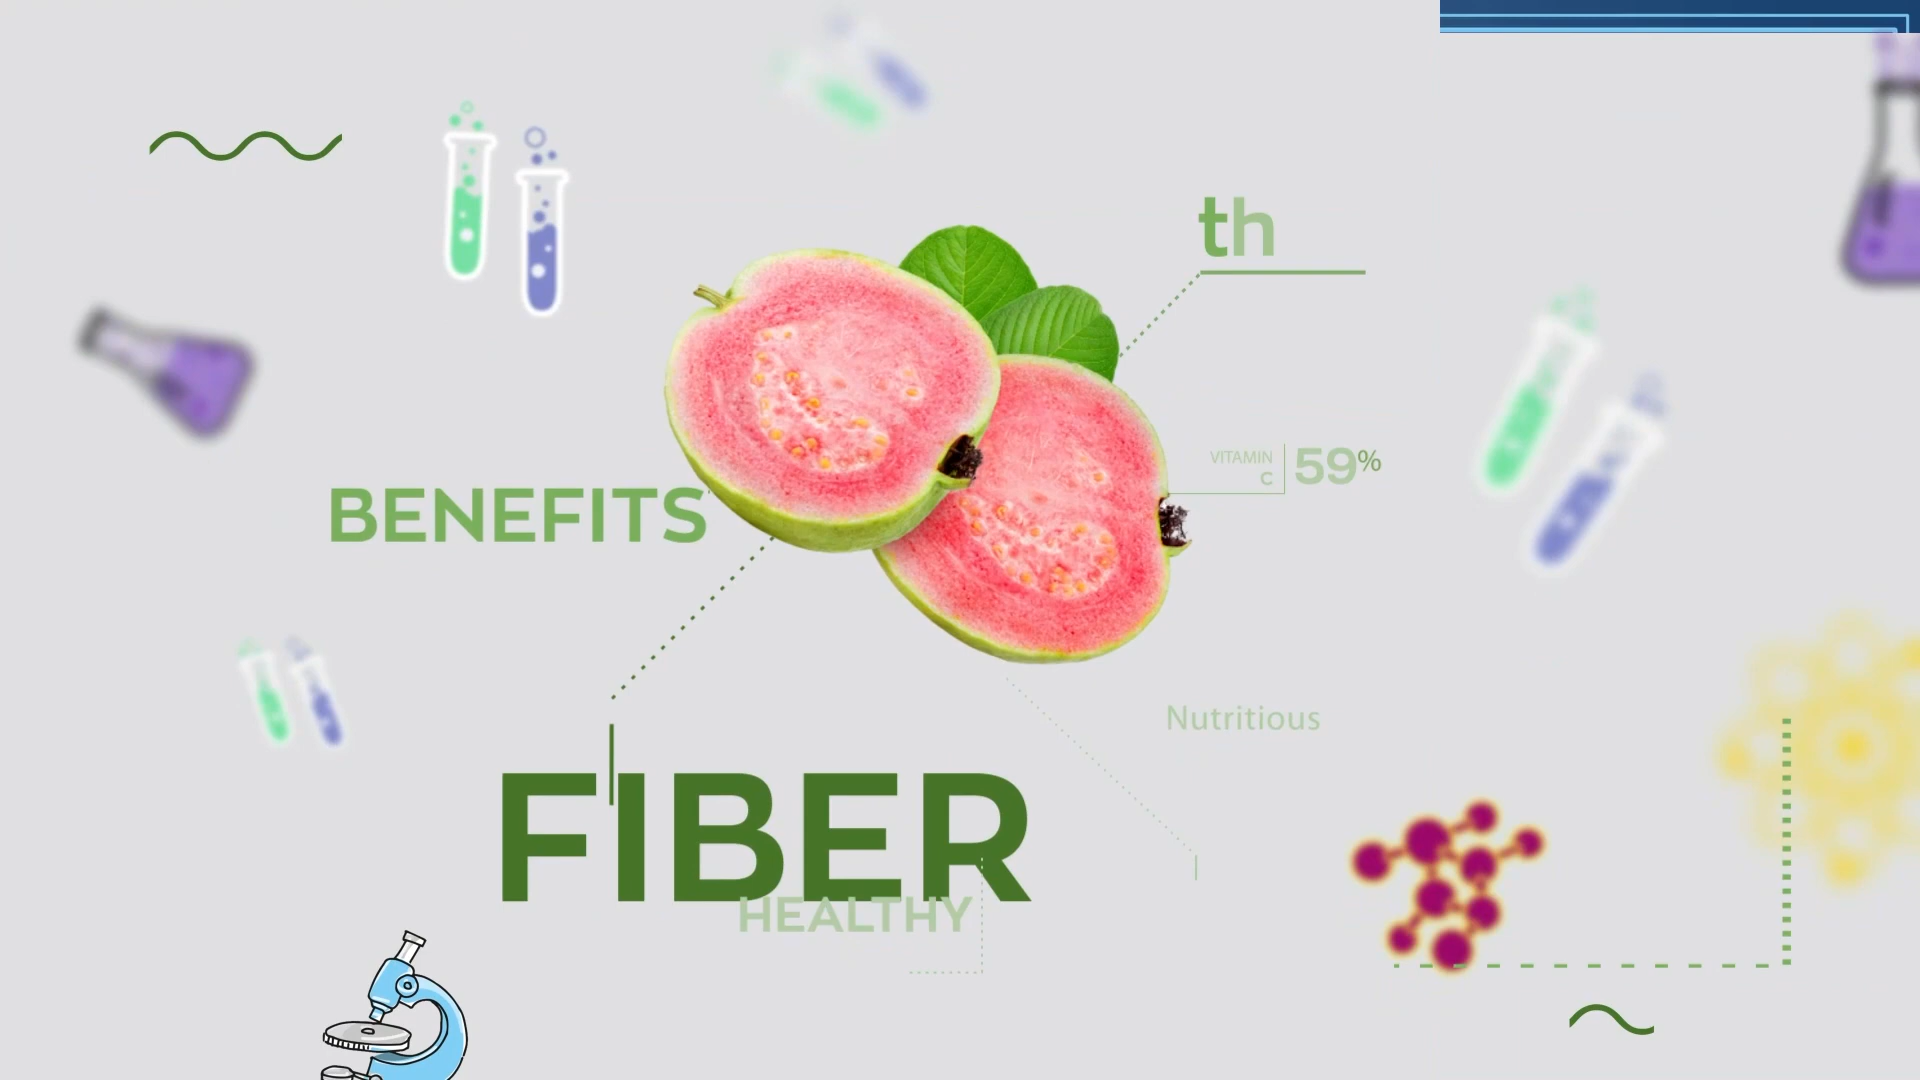 th
VITAMIN
C
59%
BENEFITS
Nutritious
FIBER
HEALTHY